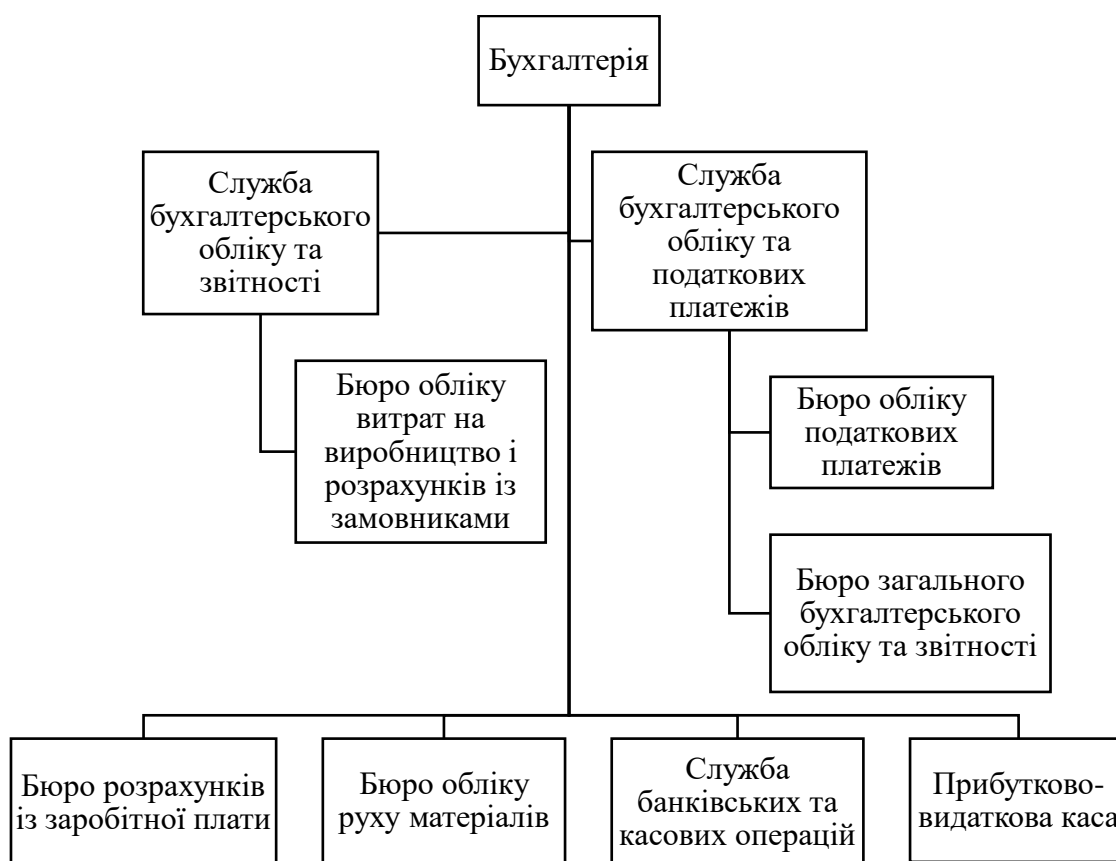 Бухгалтерія
Служба
бухгалтерського
обліку та
звітності
Служба
бухгалтерського
обліку та
податкових
платежів
Бюро обліку
витрат на
виробництво і
розрахунків із
замовниками
Бюро обліку
податкових
платежів
Бюро загального
бухгалтерського
обліку та звітності
Бюро розрахунків
із заробітної плати
Бюро обліку
руху матеріалів
Служба
банківських та
касових операцій
Прибутково-
видаткова каса